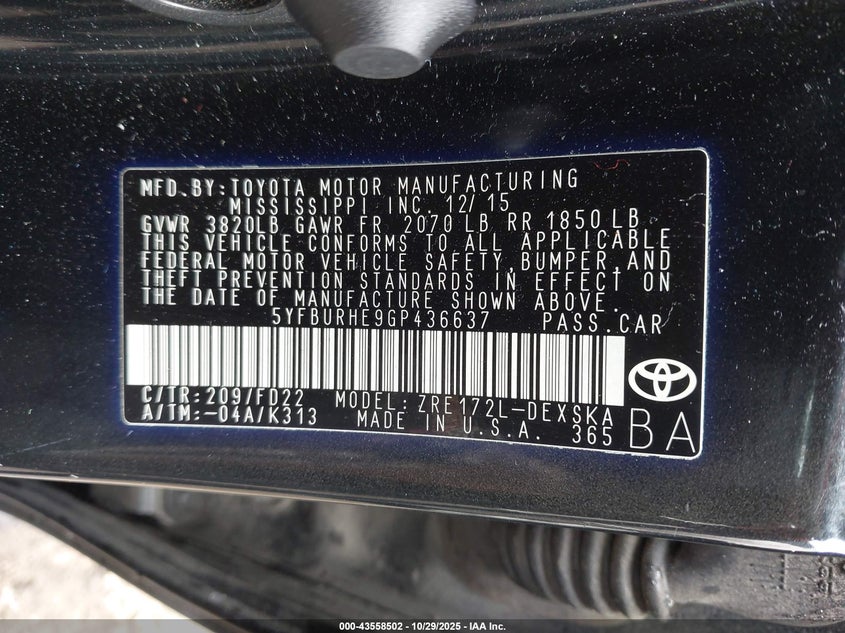 MFD. BY: TOYOTA MOTOR MANUFACTURING
MISSISSIPPI INC. 12/15
GVWR 3820LB GAWR FR 2070 LB RR 1850 LB
THIS VEHICLE CONFORMS TO ALL APPLICABLE
FEDERAL MOTOR VEHICLE SAFETY, BUMPER, AND
THEFT PREVENTION STANDARDS IN EFFECT ON
THE DATE OF MANUFACTURE SHOWN ABOVE.
5YFBURHE9GP436637 PASS. CAR
C/TR: 209/FD22 MODEL: ZRE172L-DEXSKA
A/TM: -04A/K313 MADE IN U.S.A. 365 BA
000-43558502 - 10/29/2025 - IAA Inc.